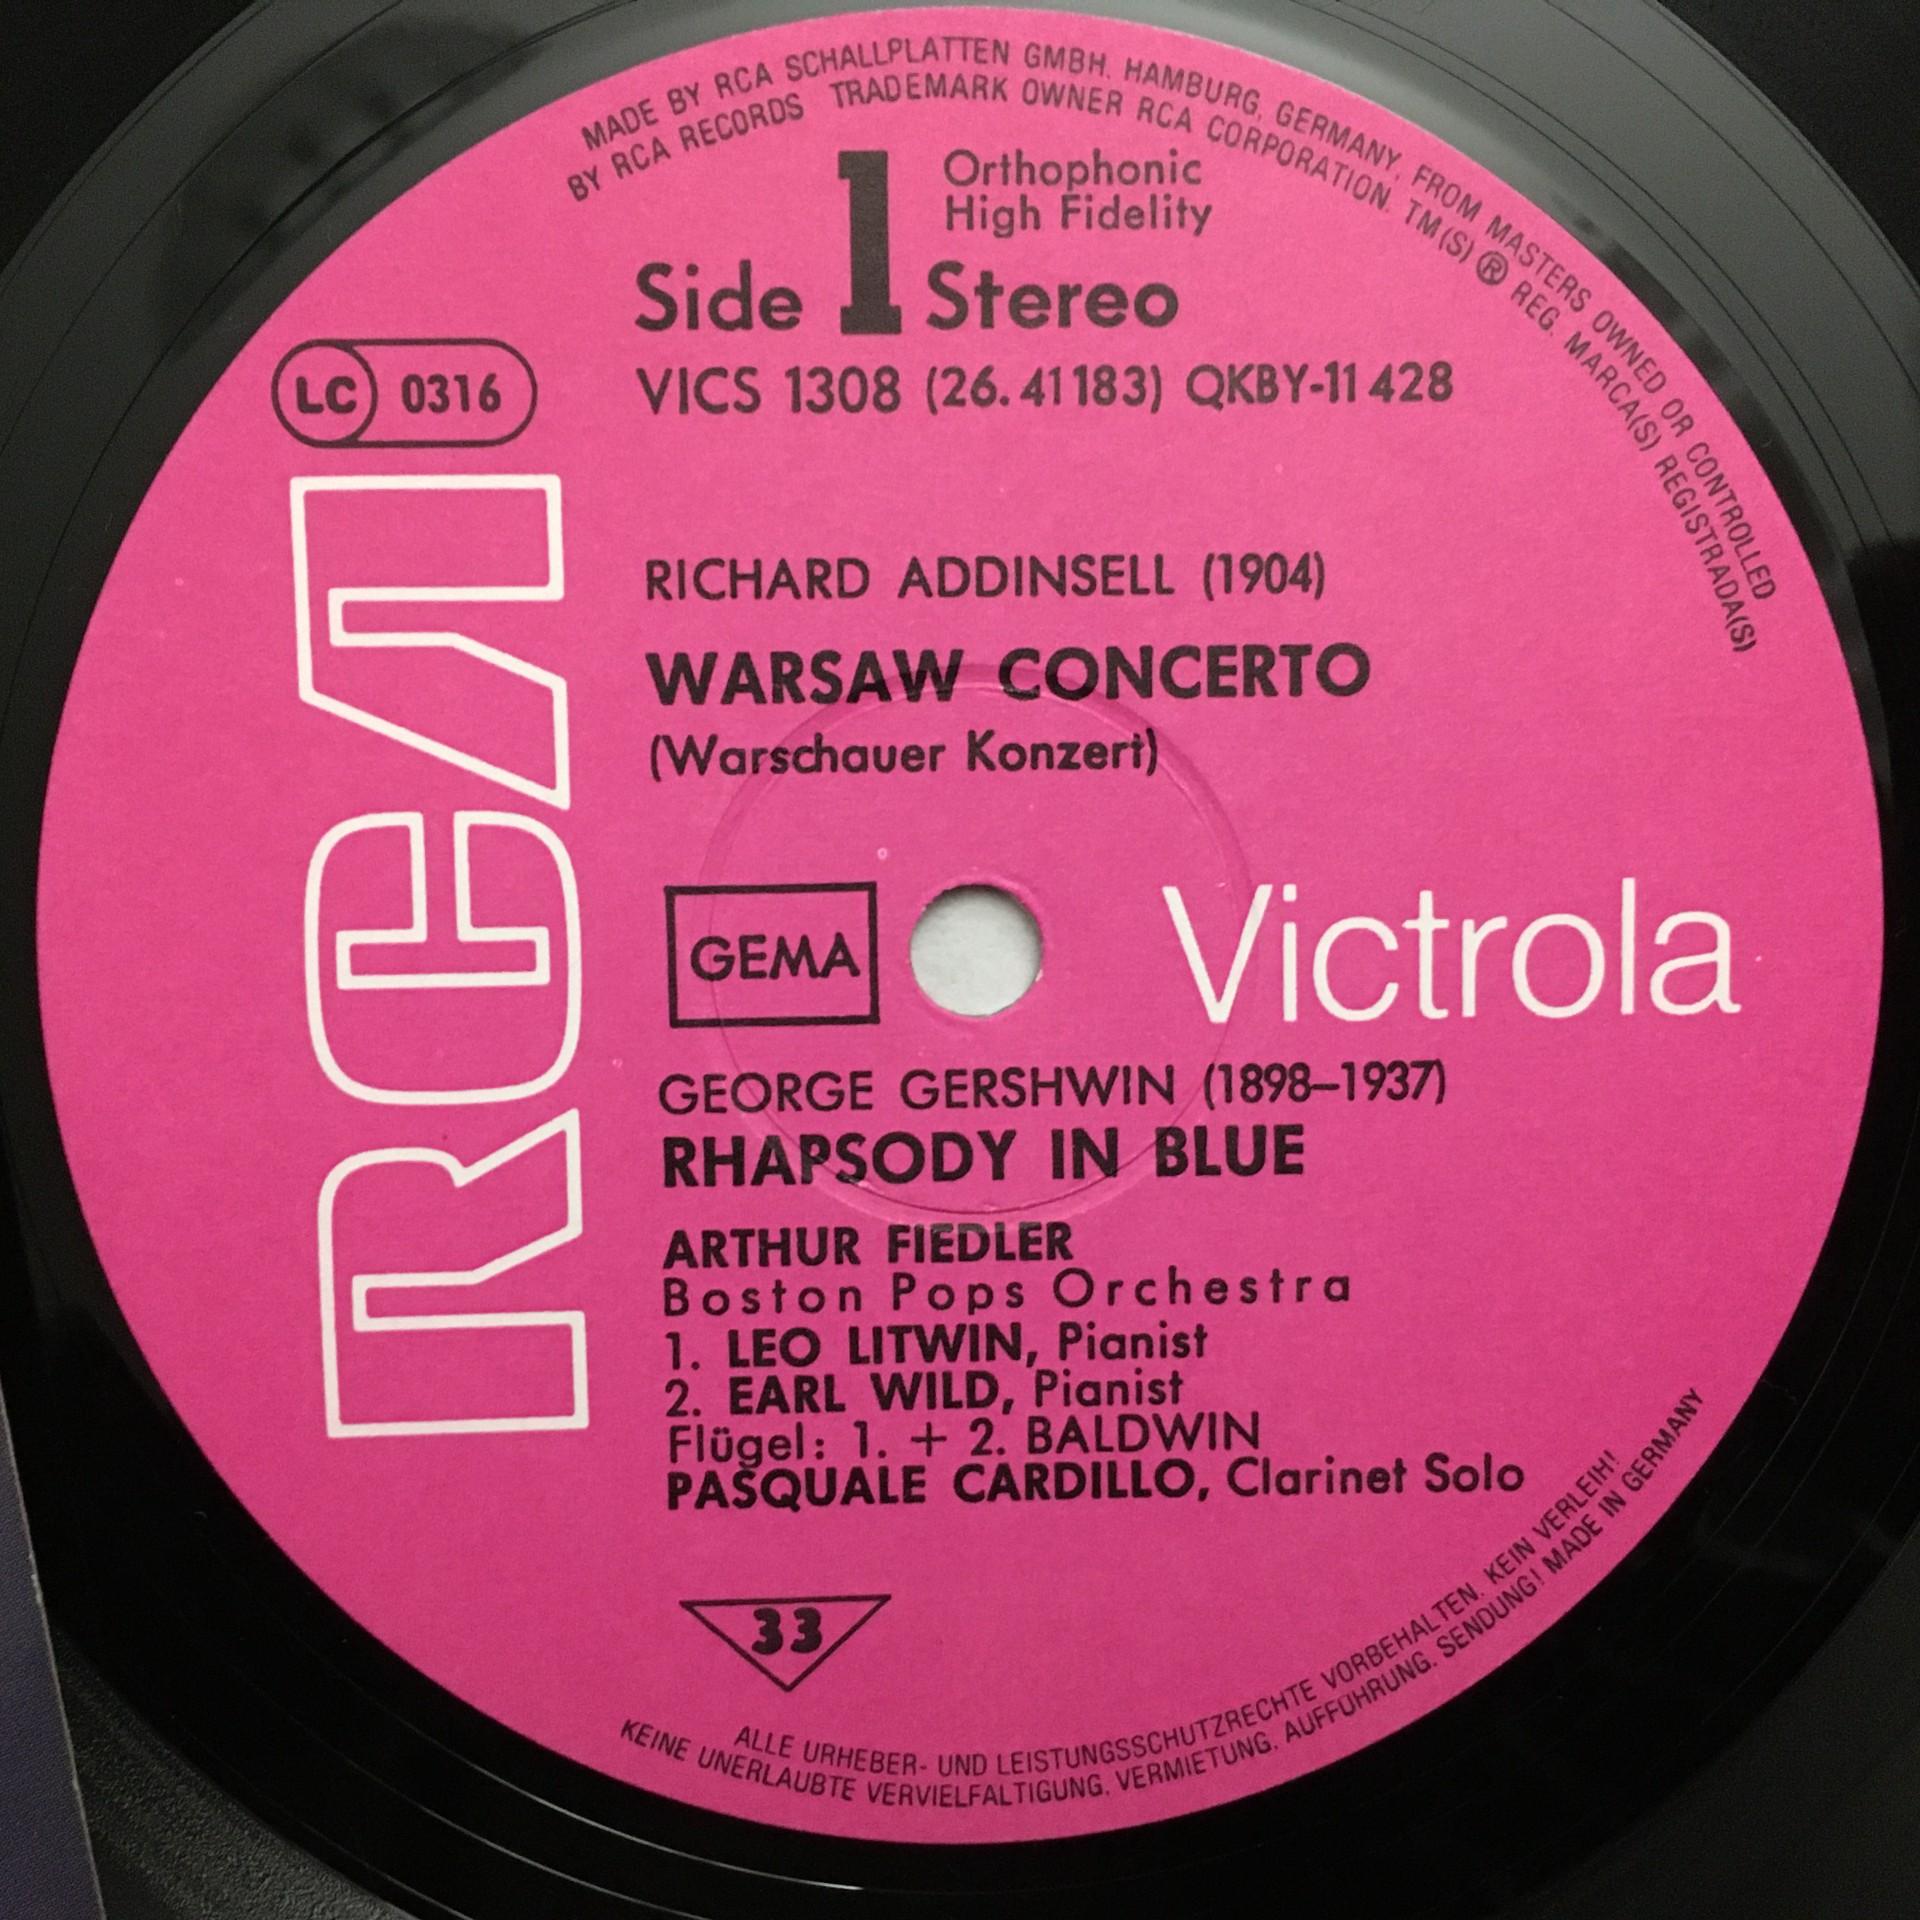 MADE BY RCA SCHALLPLATTEN GMBH. HAMBURG, GERMANY, FROM MASTERS OWNED OR CONTROLLED
BY RCA RECORDS TRADEMARK OWNER RCA CORPORATION. TM(S) ® REG. MARCA(S) REGISTRADA(S)
Orthophonic
High Fidelity
Side 1 Stereo
VICS 1308 (26.41183) QKBY-11428
LC 0316
RCA
RICHARD ADDINSELL (1904)
WARSAW CONCERTO
(Warschauer Konzert)
GEMA
Victrola
GEORGE GERSHWIN (1898–1937)
RHAPSODY IN BLUE
ARTHUR FIEDLER
Boston Pops Orchestra
1. LEO LITWIN, Pianist
2. EARL WILD, Pianist
Flügel: 1. + 2. BALDWIN
PASQUALE CARDILLO, Clarinet Solo
33
ALLE URHEBER- UND LEISTUNGSSCHUTZRECHTE VORBEHALTEN. KEIN VERLEIH!
KEINE UNERLAUBTE VERVIELFALTIGUNG, VERMIETUNG, AUFFÜHRUNG, SENDUNG! MADE IN GERMANY